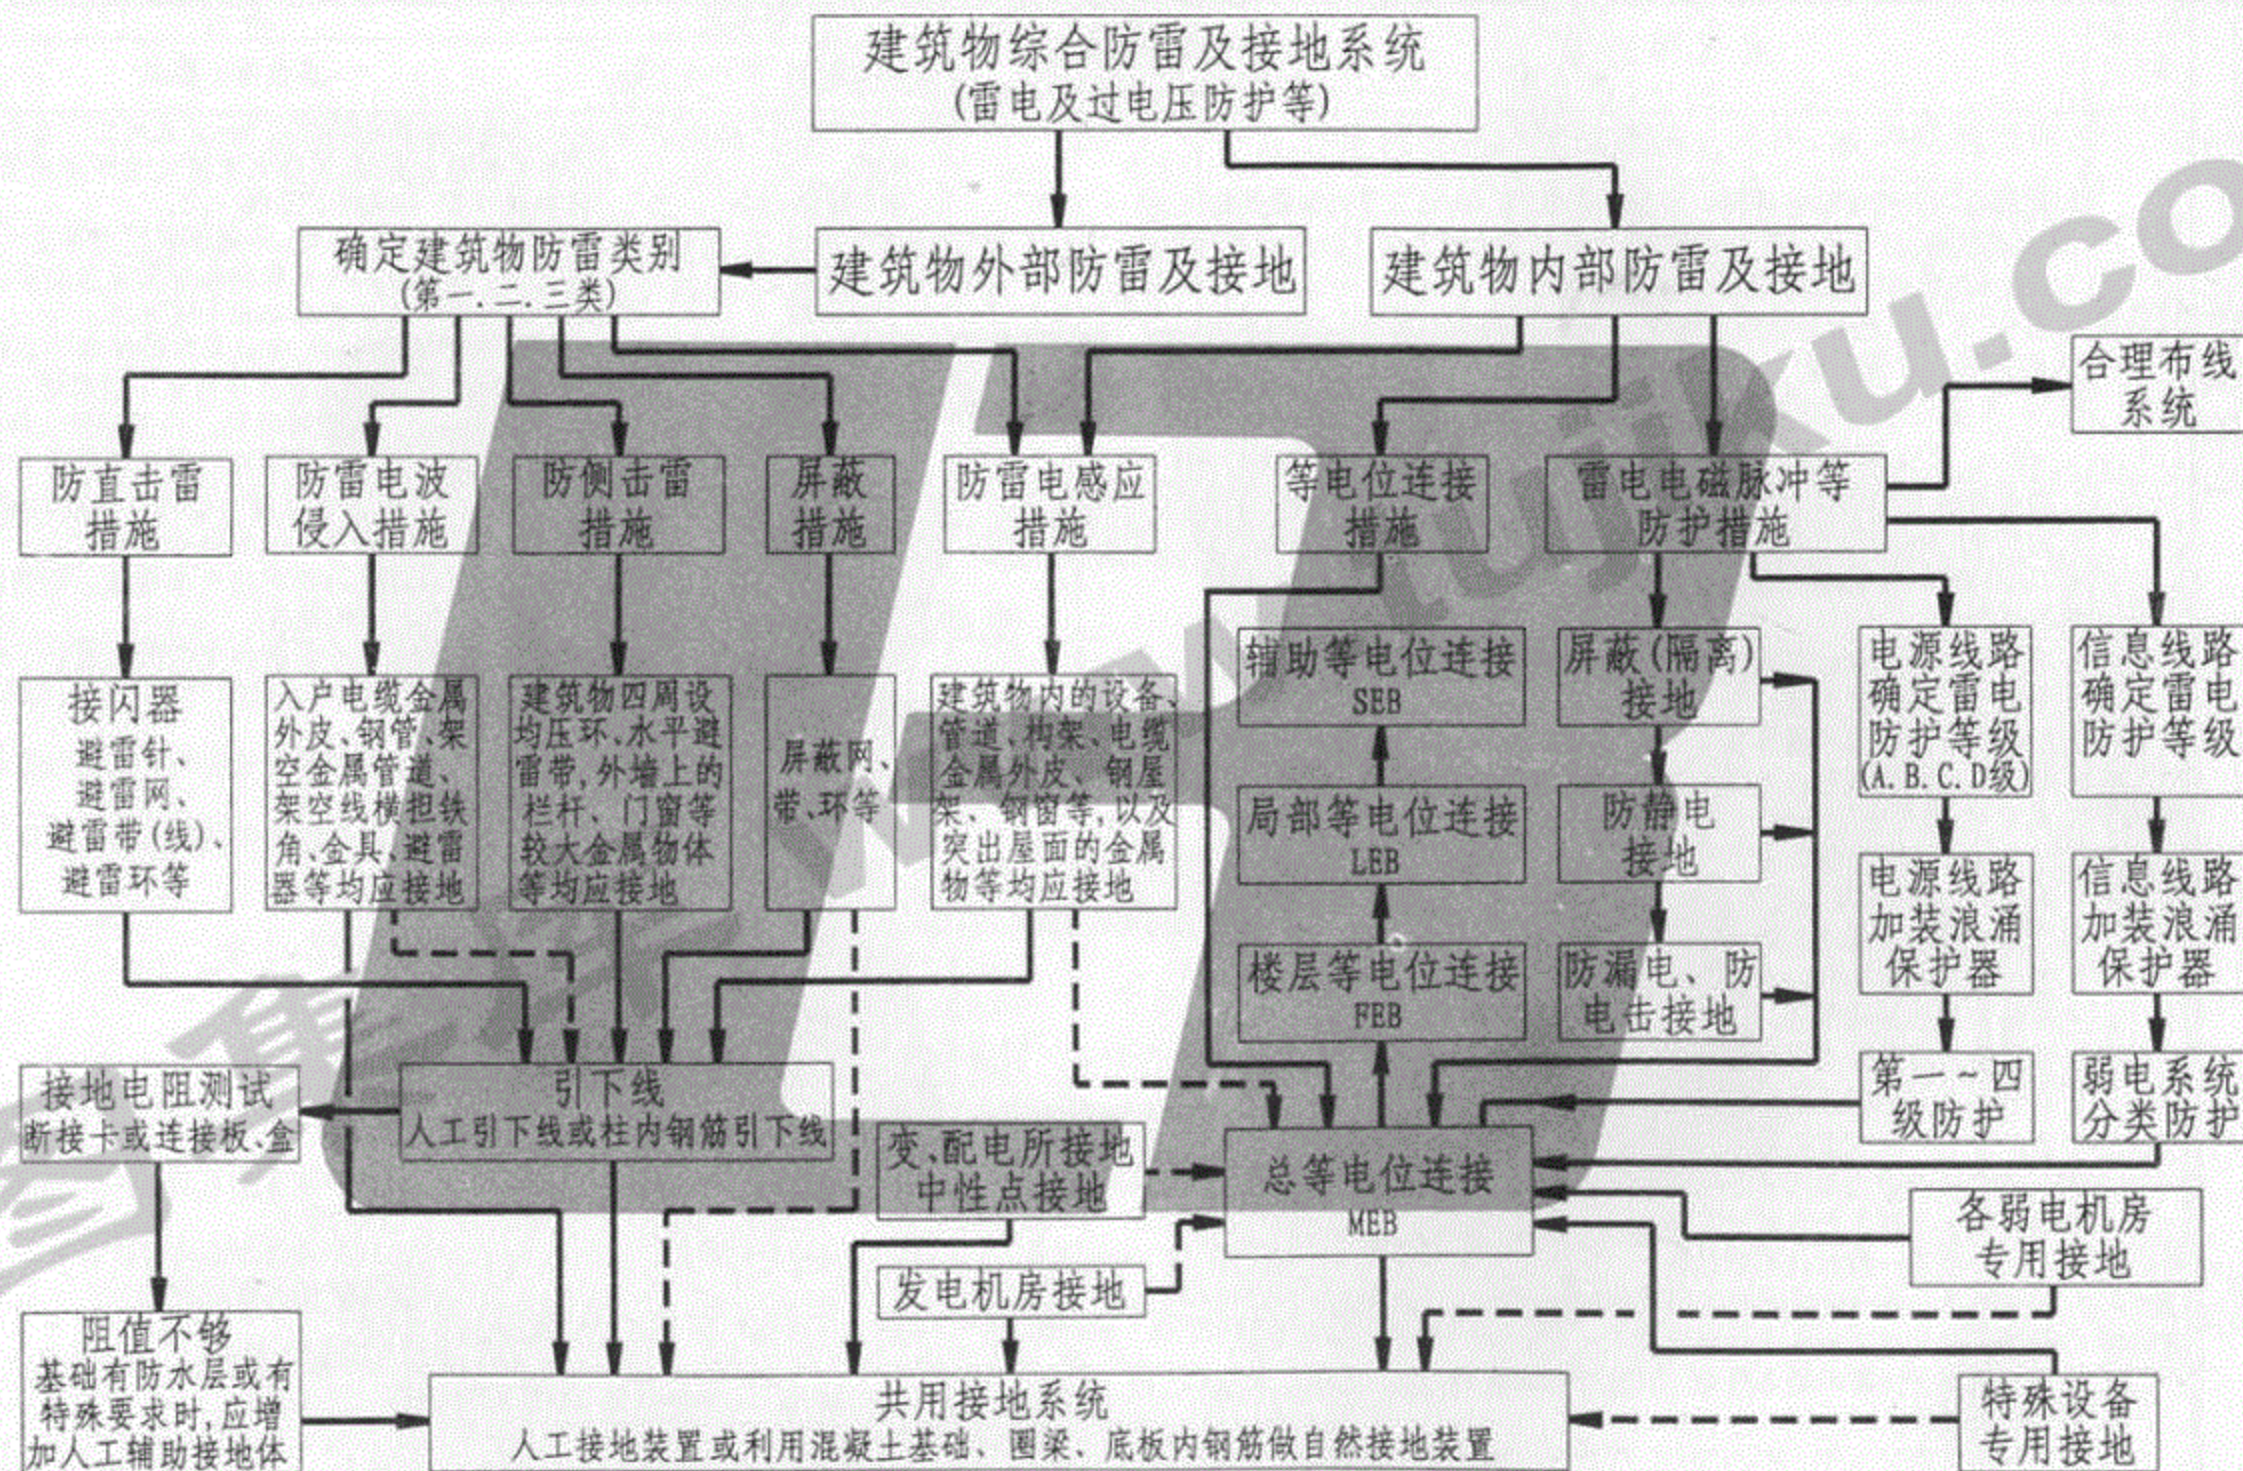 建筑物综合防雷及接地系统
(雷电及过电压防护等)
确定建筑物防雷类别
(第一.二.三类)
建筑物外部防雷及接地
建筑物内部防雷及接地
合理布线
系统
防直击雷
措施
防雷电波
侵入措施
防侧击雷
措施
屏蔽
措施
防雷电感应
措施
等电位连接
措施
雷电电磁脉冲等
防护措施
接闪器
避雷针、
避雷网、
避雷带(线)、
避雷环等
入户电缆金属
外皮、钢管、架
空金属管道、
架空线横担铁
角、金具、避雷
器等均应接地
建筑物四周设
均压环、水平避
雷带,外墙上的
栏杆、门窗等
较大金属物体
等均应接地
屏蔽网、
带、环等
建筑物内的设备、
管道、构架、电缆
金属外皮、钢屋
架、钢窗等,以及
突出屋面的金属
物等均应接地
辅助等电位连接
SEB
局部等电位连接
LEB
楼层等电位连接
FEB
屏蔽(隔离)
接地
防静电
接地
防漏电、防
电击接地
电源线路
确定雷电
防护等级
(A.B.C.D级)
信息线路
确定雷电
防护等级
电源线路
加装浪涌
保护器
信息线路
加装浪涌
保护器
第一~四
级防护
弱电系统
分类防护
接地电阻测试
断接卡或连接板、盒
引下线
人工引下线或柱内钢筋引下线
变、配电所接地
中性点接地
总等电位连接
MEB
各弱电机房
专用接地
发电机房接地
阻值不够
基础有防水层或有
特殊要求时,应增
加人工辅助接地体
共用接地系统
人工接地装置或利用混凝土基础、圈梁、底板内钢筋做自然接地装置
特殊设备
专用接地
tujiku.co